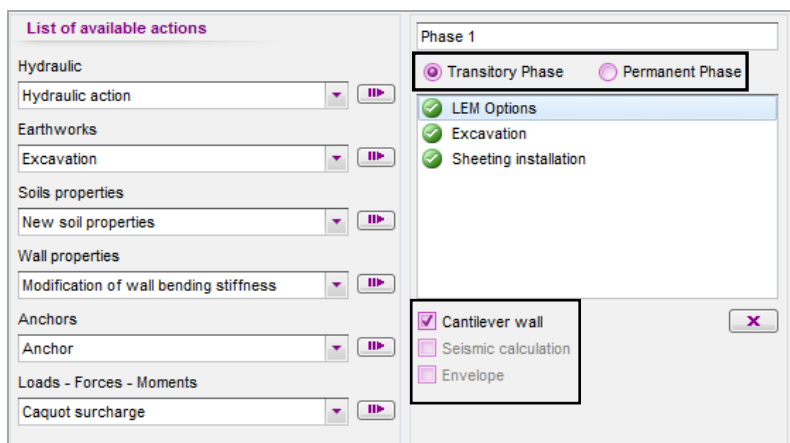 List of available actions
Hydraulic
Hydraulic action
Earthworks
Excavation
Soils properties
New soil properties
Wall properties
Modification of wall bending stiffness
Anchors
Anchor
Loads - Forces - Moments
Caquot surcharge
Phase 1
Transitory Phase Permanent Phase
LEM Options
Excavation
Sheeting installation
Cantilever wall
Seismic calculation
Envelope